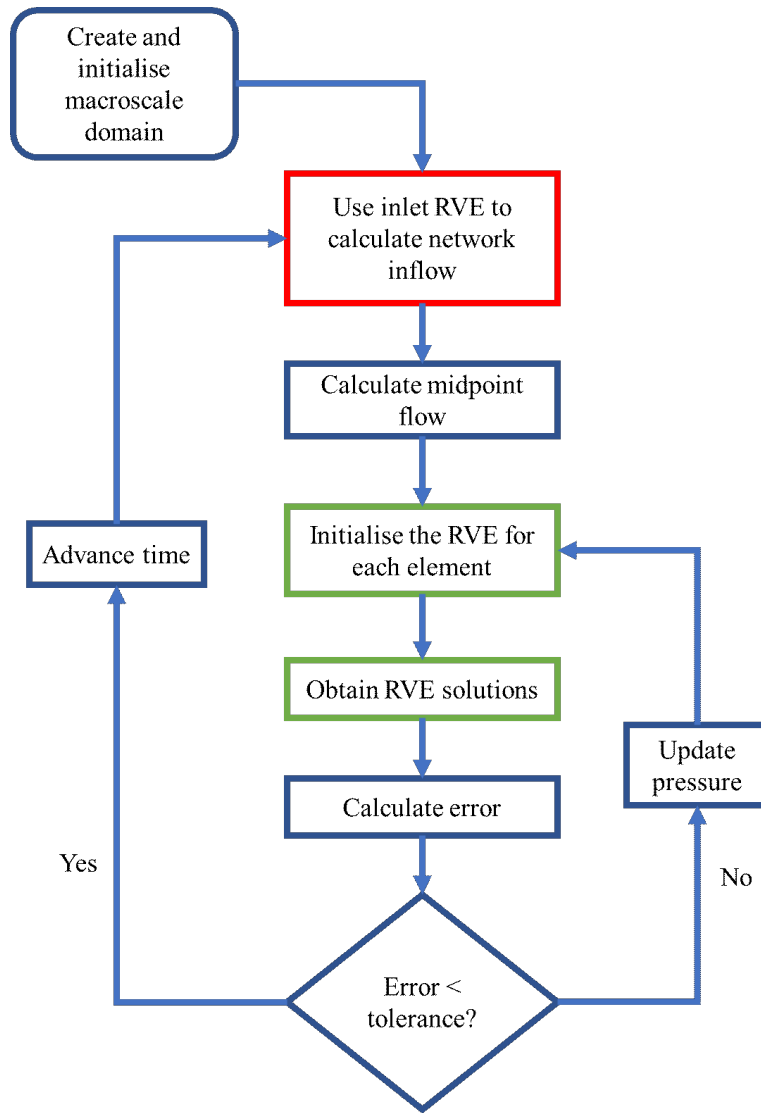 Create and
initialise
macroscale
domain
Use inlet RVE to
calculate network
inflow
Calculate midpoint
flow
Initialise the RVE for
each element
Advance time
Obtain RVE solutions
Update
pressure
Calculate error
Yes
No
Error <
tolerance?